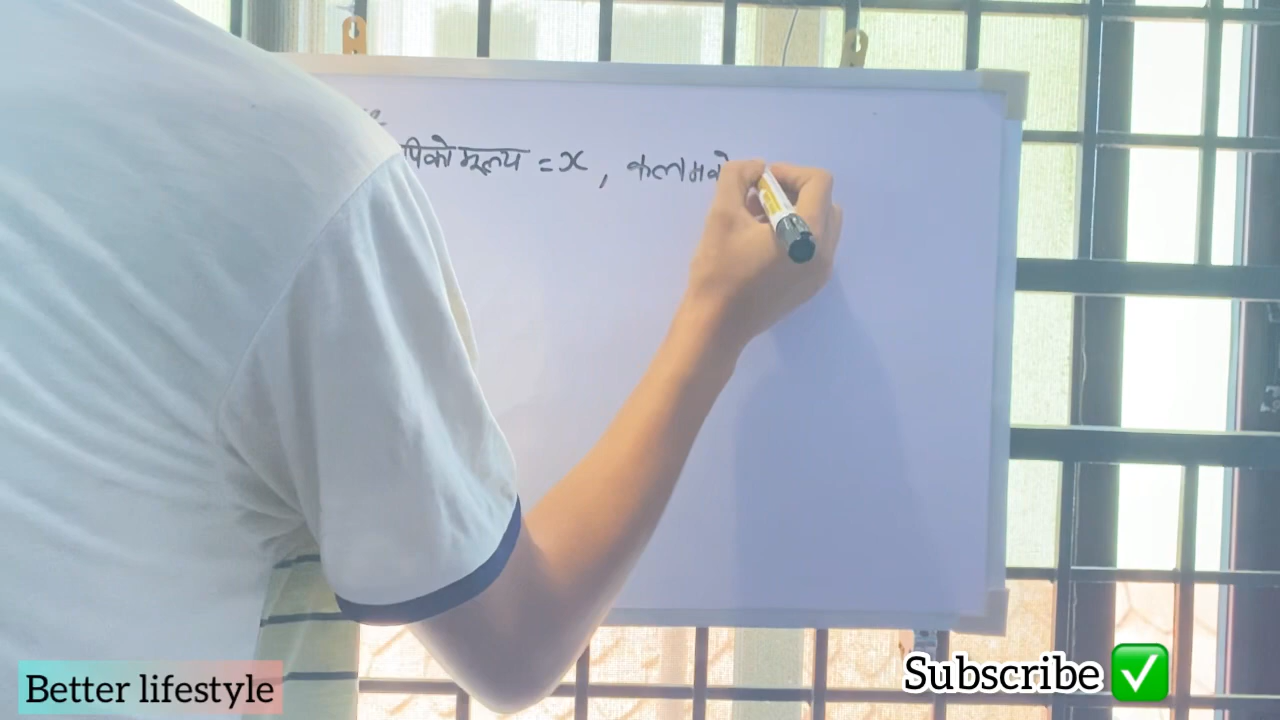 पिको मूल्य = x, कलमको
Better lifestyle
Subscribe ✅